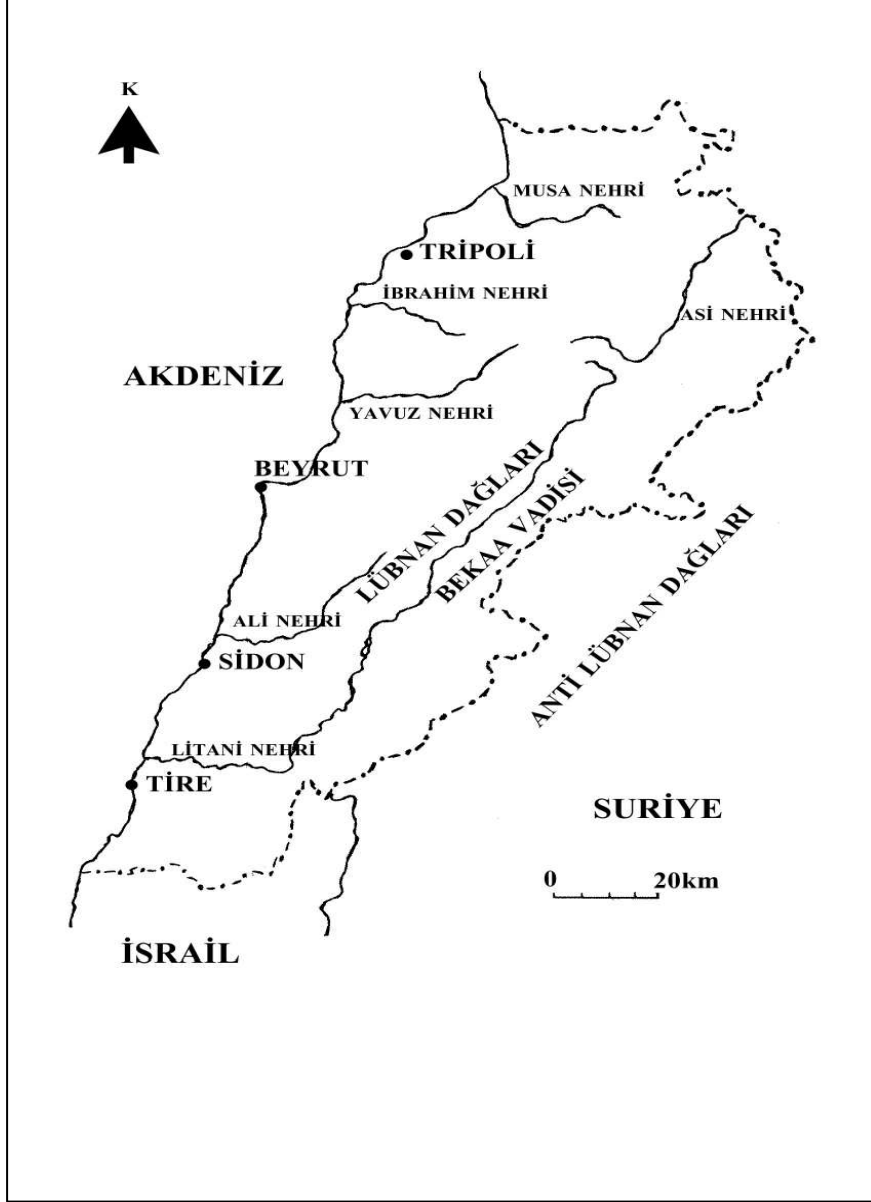 K
MUSA NEHRİ
TRİPOLİ
İBRAHİM NEHRİ
ASİ NEHRİ
AKDENİZ
YAVUZ NEHRİ
BEYRUT
LÜBNAN DAĞLARI
BEKAA VADİSİ
ANTİ LÜBNAN DAĞLARI
ALİ NEHRİ
SİDON
LİTANİ NEHRİ
TİRE
SURİYE
0 20km
İSRAİL